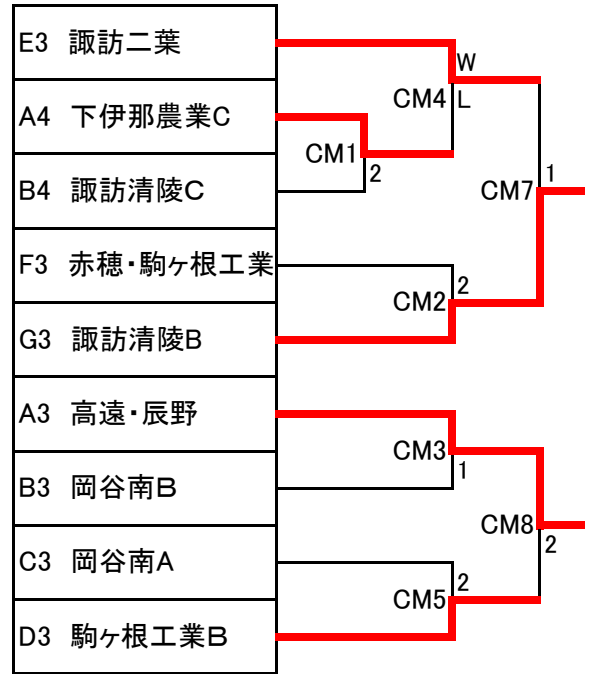 E3 諏訪二葉
W
A4 下伊那農業C
CM4
L
CM1
2
B4 諏訪清陵C
CM7
1
F3 赤穂・駒ヶ根工業
2
CM2
G3 諏訪清陵B
A3 高遠・辰野
CM3
1
B3 岡谷南B
CM8
2
C3 岡谷南A
2
CM5
D3 駒ヶ根工業B